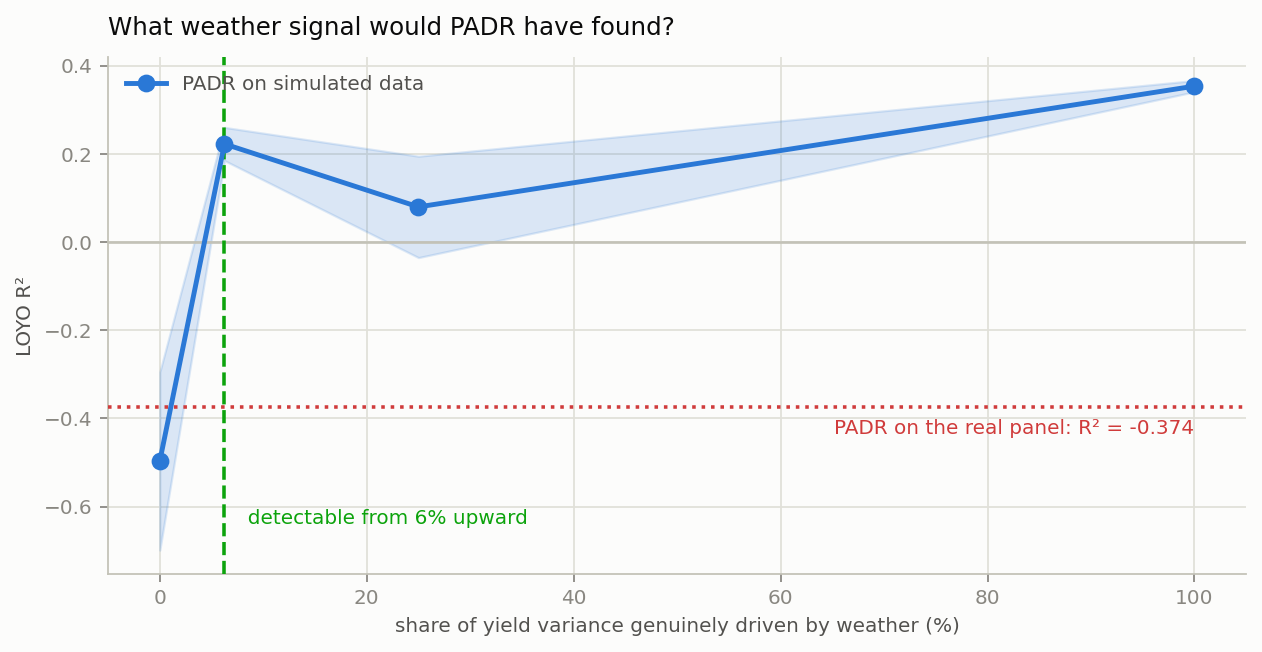 What weather signal would PADR have found?
PADR on simulated data
0.4
0.2
0.0
−0.2
−0.4
−0.6
LOYO R²
PADR on the real panel: R² = -0.374
detectable from 6% upward
0 20 40 60 80 100
share of yield variance genuinely driven by weather (%)